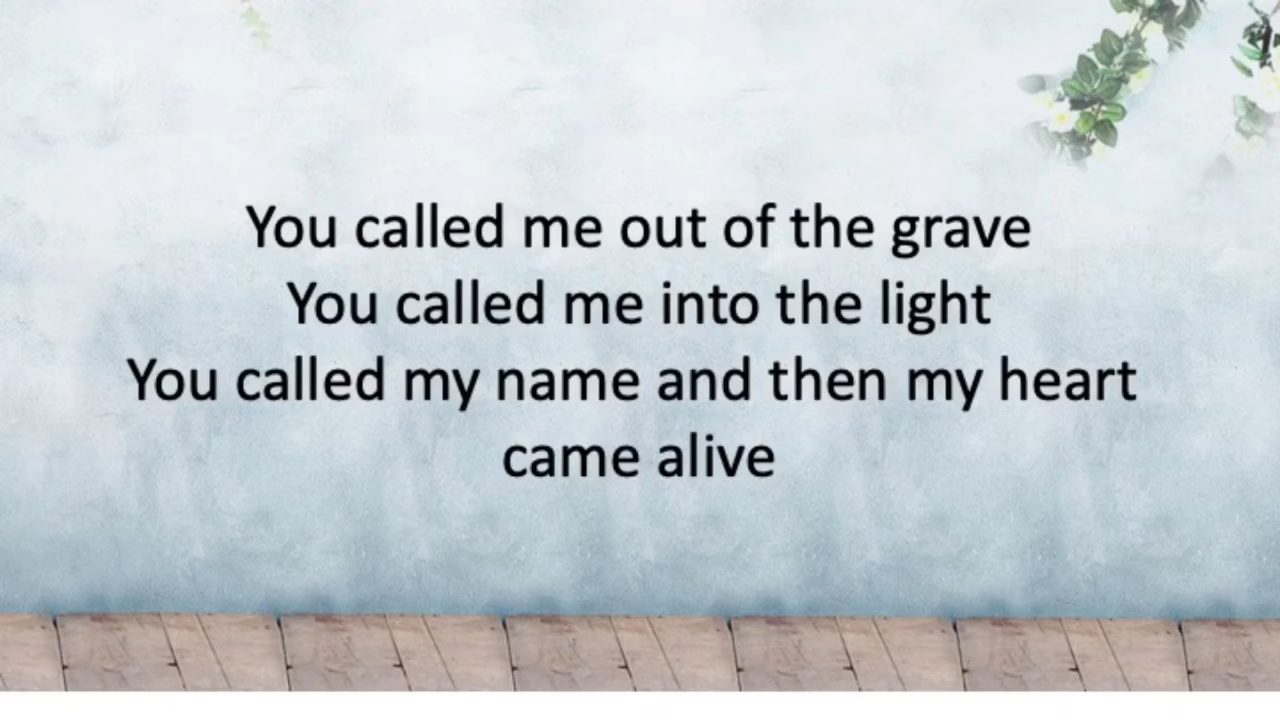 You called me out of the grave
You called me into the light
You called my name and then my heart
came alive